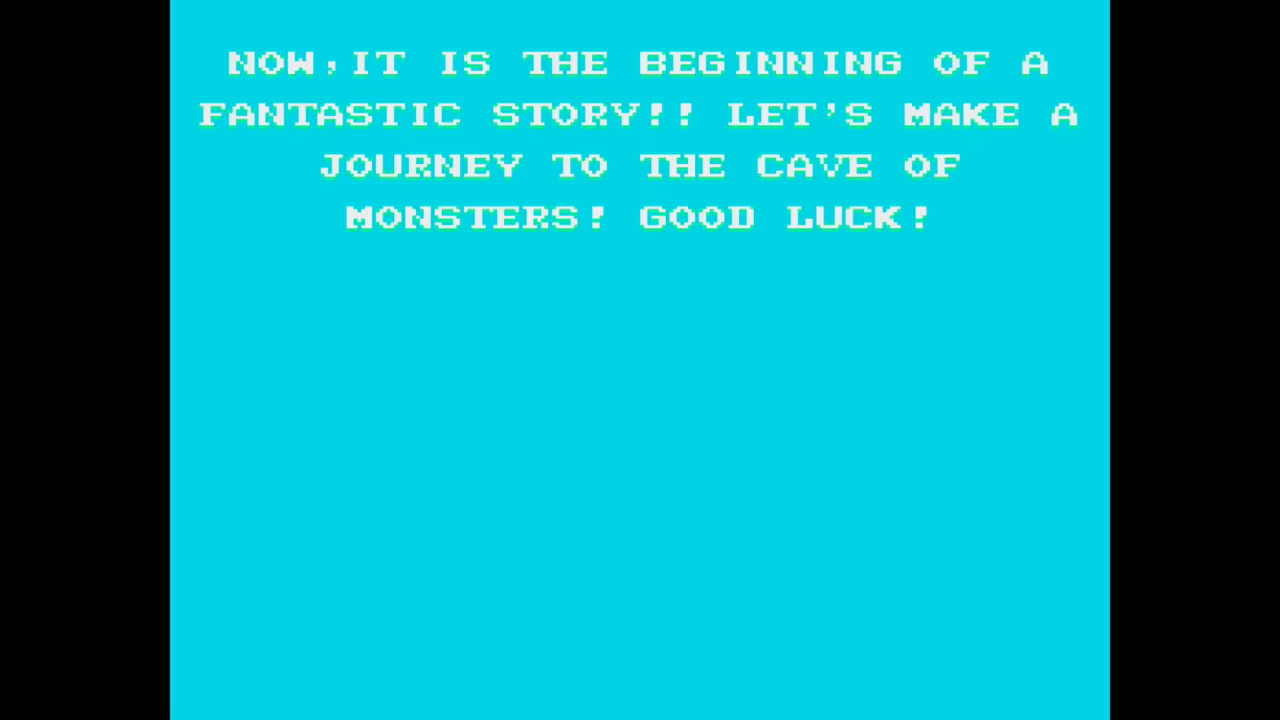 NOW,IT IS THE BEGINNING OF A
FANTASTIC STORY!! LET'S MAKE A
JOURNEY TO THE CAVE OF
MONSTERS! GOOD LUCK!